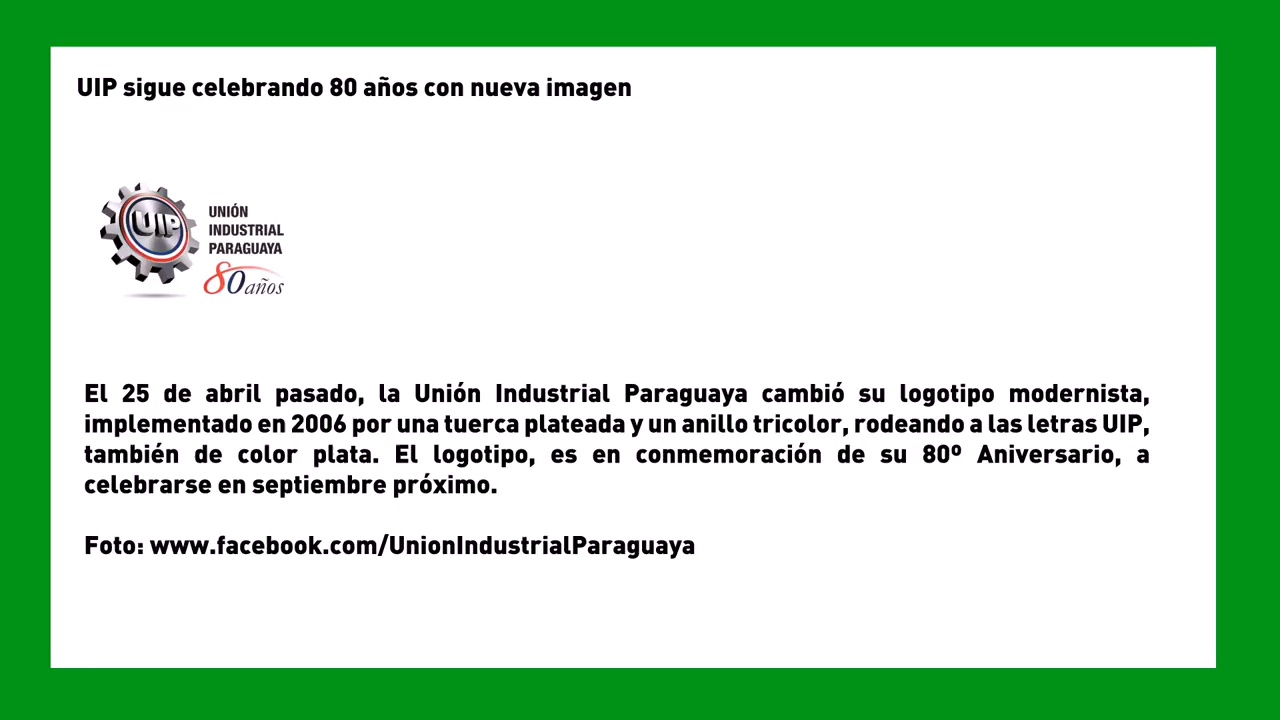 UIP sigue celebrando 80 años con nueva imagen
UIP
UNIÓN
INDUSTRIAL
PARAGUAYA
80 años
El 25 de abril pasado, la Unión Industrial Paraguaya cambió su logotipo modernista,
implementado en 2006 por una tuerca plateada y un anillo tricolor, rodeando a las letras UIP,
también de color plata. El logotipo, es en conmemoración de su 80º Aniversario, a
celebrarse en septiembre próximo.
Foto: www.facebook.com/UnionIndustrialParaguaya